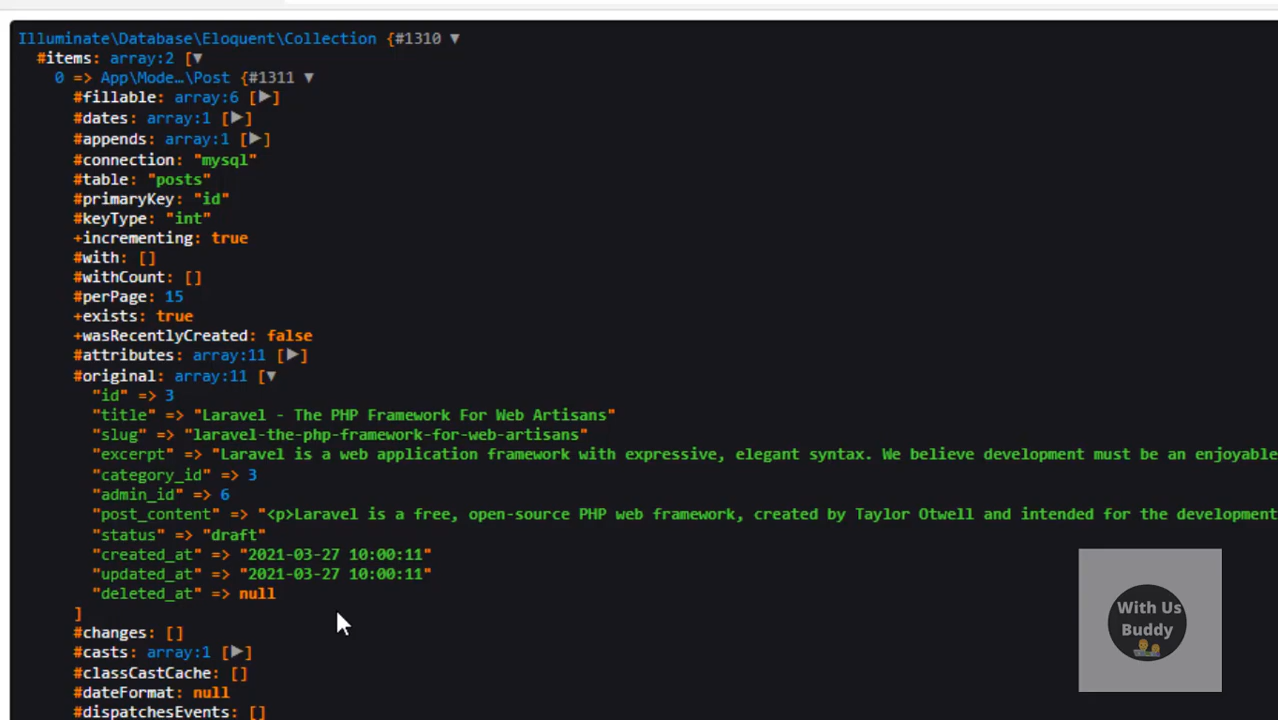 Illuminate\Database\Eloquent\Collection {#1310 ▼
#items: array:2 [▼
0 => App\Mode…\Post {#1311 ▼
#fillable: array:6 [▶]
#dates: array:1 [▶]
#appends: array:1 [▶]
#connection: "mysql"
#table: "posts"
#primaryKey: "id"
#keyType: "int"
+incrementing: true
#with: []
#withCount: []
#perPage: 15
+exists: true
+wasRecentlyCreated: false
#attributes: array:11 [▶]
#original: array:11 [▼
"id" => 3
"title" => "Laravel - The PHP Framework For Web Artisans"
"slug" => "laravel-the-php-framework-for-web-artisans"
"excerpt" => "Laravel is a web application framework with expressive, elegant syntax. We believe development must be an enjoyable
"category_id" => 3
"admin_id" => 6
"post_content" => "<p>Laravel is a free, open-source PHP web framework, created by Taylor Otwell and intended for the development
"status" => "draft"
"created_at" => "2021-03-27 10:00:11"
"updated_at" => "2021-03-27 10:00:11"
"deleted_at" => null
]
#changes: []
#casts: array:1 [▶]
#classCastCache: []
#dateFormat: null
#dispatchesEvents: []
With Us
Buddy